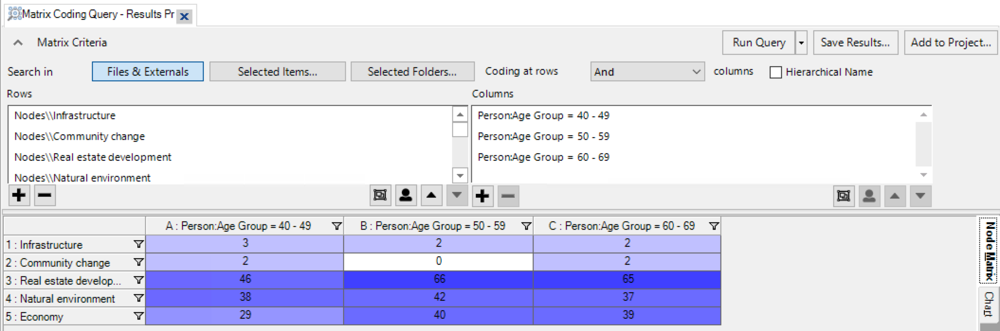 Matrix Coding Query - Results Pr
Matrix Criteria
Run Query
Save Results...
Add to Project...
Search in
Files & Externals
Selected Items...
Selected Folders...
Coding at rows
And
columns
Hierarchical Name
Rows
Columns
Nodes\\Infrastructure
Nodes\\Community change
Nodes\\Real estate development
Nodes\\Natural environment
Person:Age Group = 40 - 49
Person:Age Group = 50 - 59
Person:Age Group = 60 - 69
A : Person:Age Group = 40 - 49 B : Person:Age Group = 50 - 59 C : Person:Age Group = 60 - 69
1 : Infrastructure 3 2 2
2 : Community change 2 0 2
3 : Real estate develop... 46 66 65
4 : Natural environment 38 42 37
5 : Economy 29 40 39
Node Matrix
Chart